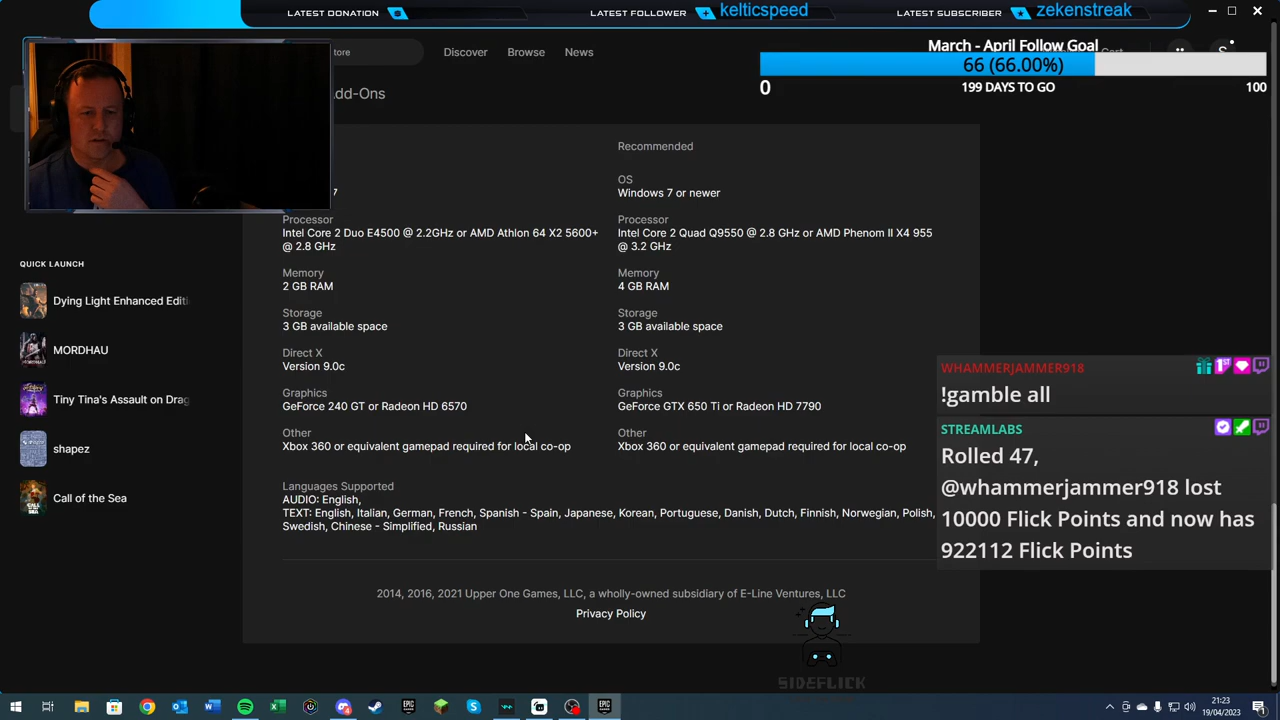 LATEST DONATION
LATEST FOLLOWER
kelticspeed
LATEST SUBSCRIBER
zekenstreak
tore
Discover
Browse
News
March - April Follow Goal
66 (66.00%)
0
199 DAYS TO GO
100
dd-Ons
Recommended
7
OS
Windows 7 or newer
Processor
Intel Core 2 Duo E4500 @ 2.2GHz or AMD Athlon 64 X2 5600+
@ 2.8 GHz
Processor
Intel Core 2 Quad Q9550 @ 2.8 GHz or AMD Phenom II X4 955
@ 3.2 GHz
Memory
2 GB RAM
Memory
4 GB RAM
Storage
3 GB available space
Storage
3 GB available space
Direct X
Version 9.0c
Direct X
Version 9.0c
Graphics
GeForce 240 GT or Radeon HD 6570
Graphics
GeForce GTX 650 Ti or Radeon HD 7790
Other
Xbox 360 or equivalent gamepad required for local co-op
Other
Xbox 360 or equivalent gamepad required for local co-op
Languages Supported
AUDIO: English,
TEXT: English, Italian, German, French, Spanish - Spain, Japanese, Korean, Portuguese, Danish, Dutch, Finnish, Norwegian, Polish,
Swedish, Chinese - Simplified, Russian
2014, 2016, 2021 Upper One Games, LLC, a wholly-owned subsidiary of E-Line Ventures, LLC
Privacy Policy
QUICK LAUNCH
Dying Light Enhanced Editi
MORDHAU
Tiny Tina's Assault on Drag
shapez
Call of the Sea
WHAMMERJAMMER918
!gamble all
STREAMLABS
Rolled 47,
@whammerjammer918 lost
10000 Flick Points and now has
922112 Flick Points
SIDEFLICK
21:23
19/04/2023